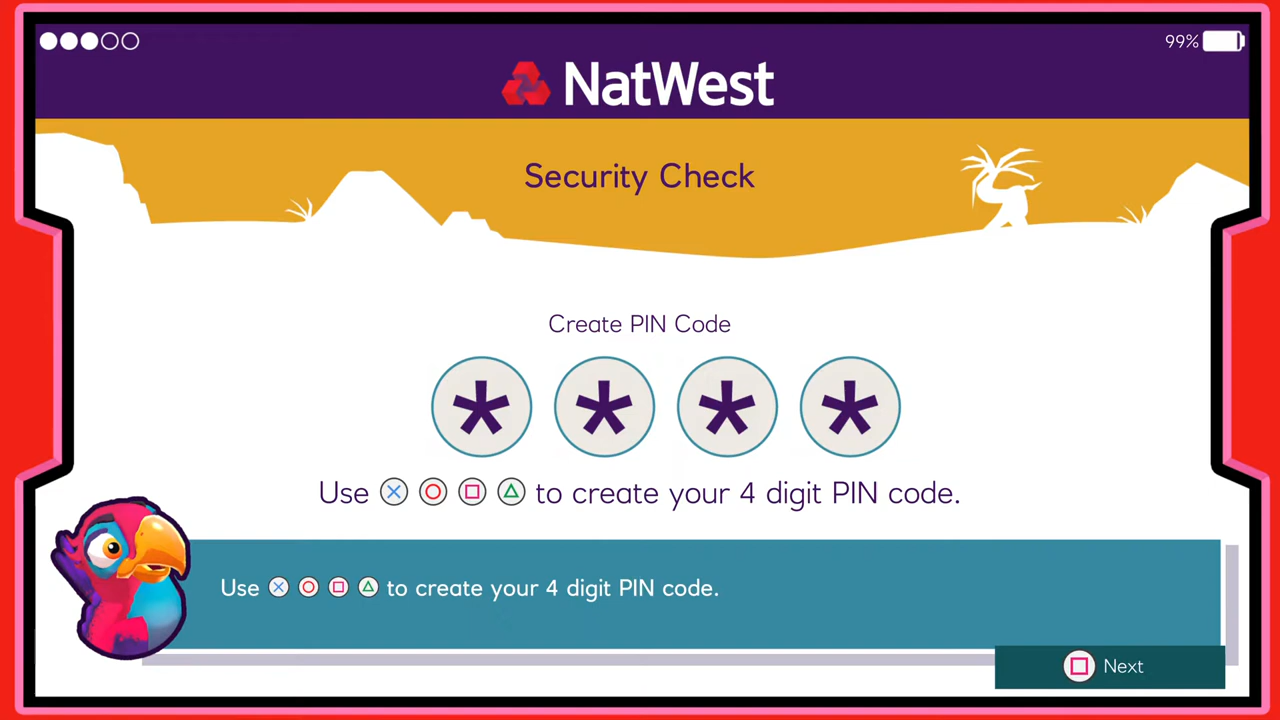 99%
NatWest
Security Check
Create PIN Code
* * * *
Use to create your 4 digit PIN code.
Use to create your 4 digit PIN code.
Next